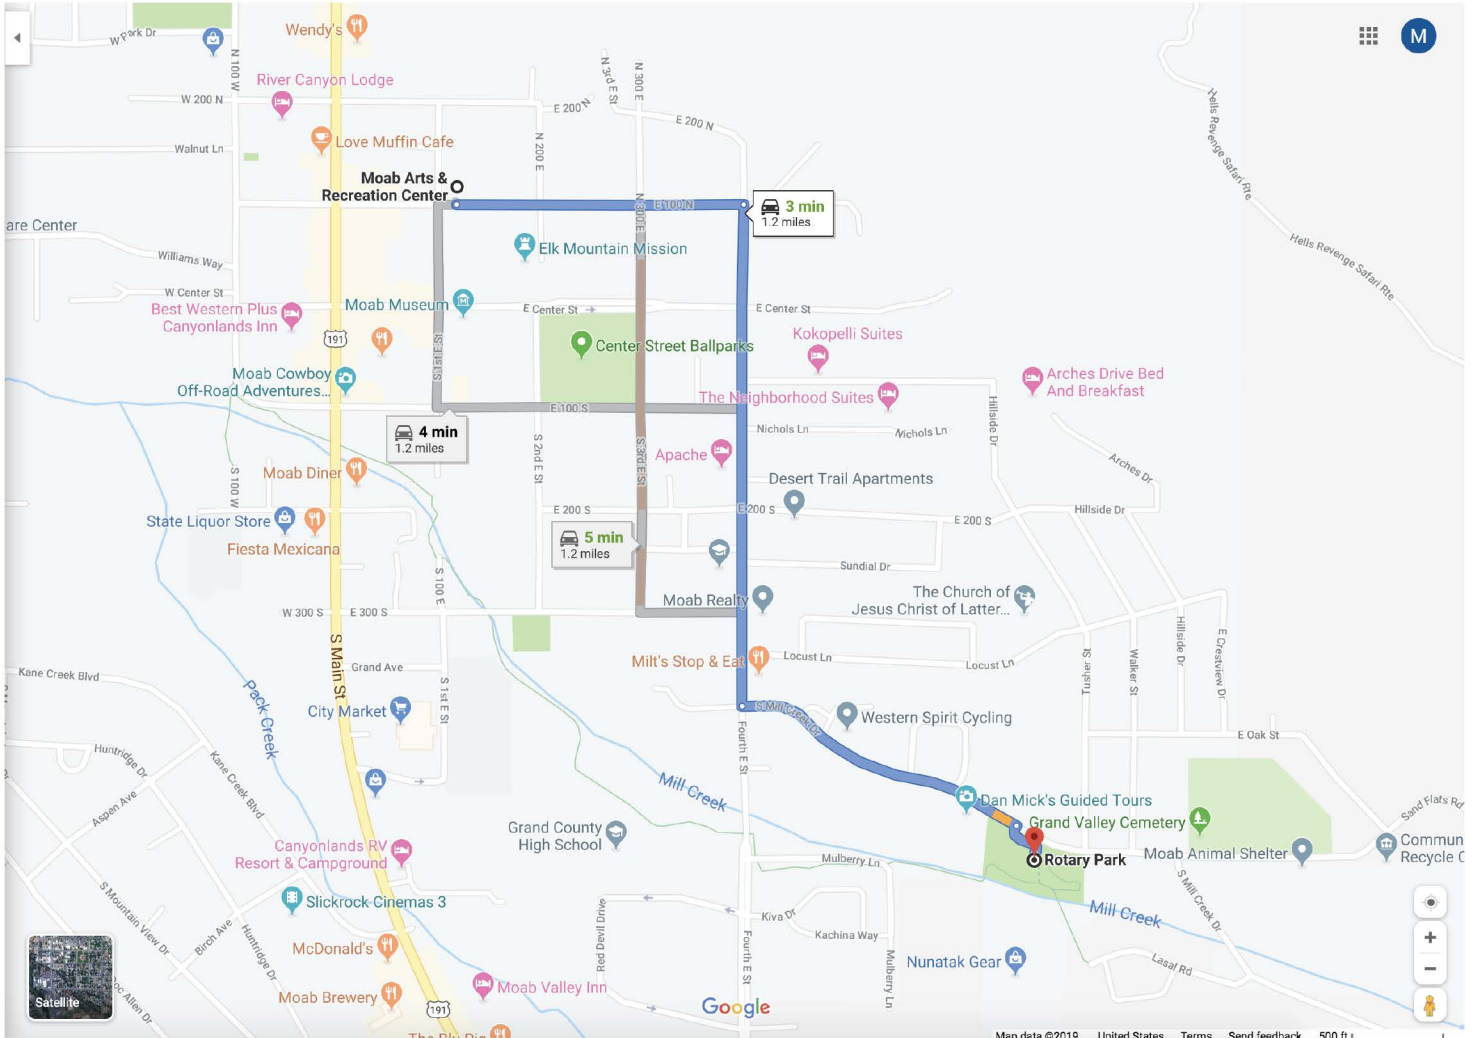 Wendy's
W Park Dr
M
N 100 W
River Canyon Lodge
N 3rd E St
N 300 E
Hells Revenge Safari Rte
W 200 N
E 200 N
E 200 N
N 200 E
Love Muffin Cafe
Walnut Ln
Moab Arts &
Recreation Center
N 300 E
E 100 N
3 min
1.2 miles
are Center
Elk Mountain Mission
Hells Revenge Safari Rte
Williams Way
W Center St
Moab Museum
E Center St
E Center St
Best Western Plus
Canyonlands Inn
191
S 1st E St
Center Street Ballparks
Kokopelli Suites
Moab Cowboy
Off-Road Adventures...
Arches Drive Bed
And Breakfast
The Neighborhood Suites
E 100 S
Hillside Dr
4 min
1.2 miles
Nichols Ln
Nichols Ln
S 2nd E St
S 3rd E St
Apache
Arches Dr
Moab Diner
S 100 W
Desert Trail Apartments
E 200 S
E 200 S
E 200 S
Hillside Dr
State Liquor Store
Fiesta Mexicana
5 min
1.2 miles
S 100 E
Sundial Dr
Moab Realty
The Church of
Jesus Christ of Latter...
W 300 S
E 300 S
S Main St
Hillside Dr
E Crestview Dr
Milt's Stop & Eat
Locust Ln
Locust Ln
Tusher St
Walker St
Kane Creek Blvd
Grand Ave
S 1st E St
Pack Creek
City Market
S Mill Creek Dr
Western Spirit Cycling
Fourth E St
E Oak St
Huntridge Dr
Kane Creek Blvd
Mill Creek
Aspen Ave
Dan Mick's Guided Tours
Sand Flats Rd
Grand Valley Cemetery
Grand County
High School
Canyonlands RV
Resort & Campground
Mulberry Ln
Rotary Park
Moab Animal Shelter
Commun
Recycle C
S Mill Creek Dr
S Mountain View Dr
Slickrock Cinemas 3
Mill Creek
Birch Ave
Huntridge Dr
Red Devil Drive
Kiva Dr
Kachina Way
Fourth E St
Mulberry Ln
McDonald's
Nunatak Gear
Lasal Rd
Moab Valley Inn
Moab Brewery
Doc Allen Dr
Satellite
191
Google
The Blu Pig
Map data ©2019
United States
Terms
Send feedback
500 ft